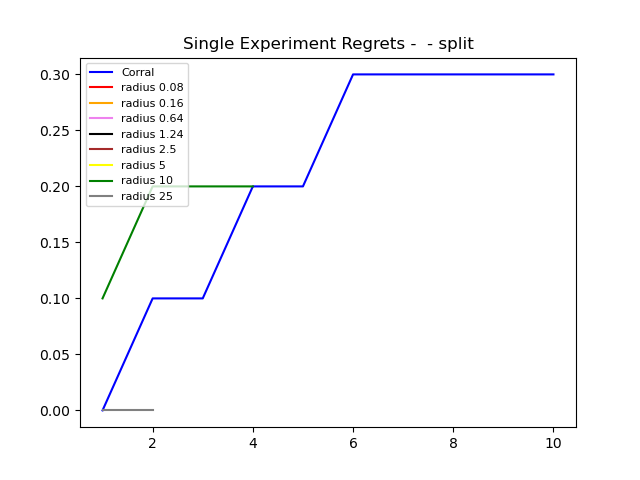 Single Experiment Regrets -  - split
Corral
radius 0.08
radius 0.16
radius 0.64
radius 1.24
radius 2.5
radius 5
radius 10
radius 25
0.30
0.25
0.20
0.15
0.10
0.05
0.00
2 4 6 8 10